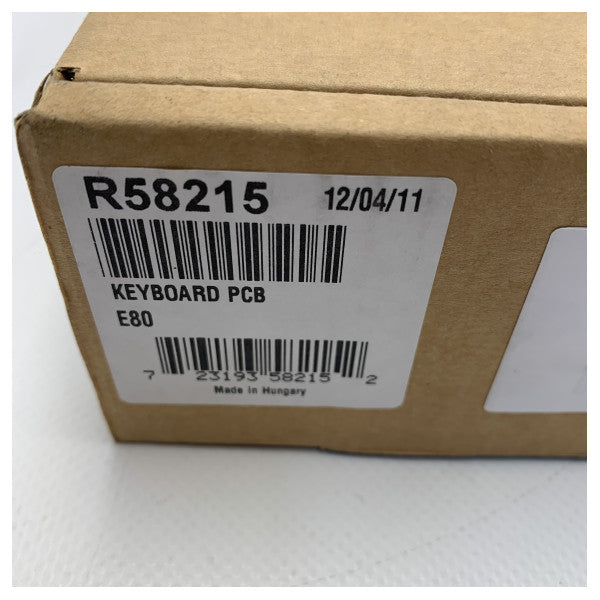 R58215 12/04/11
KEYBOARD PCB
E80
7 23193 58215 2
Made in Hungary